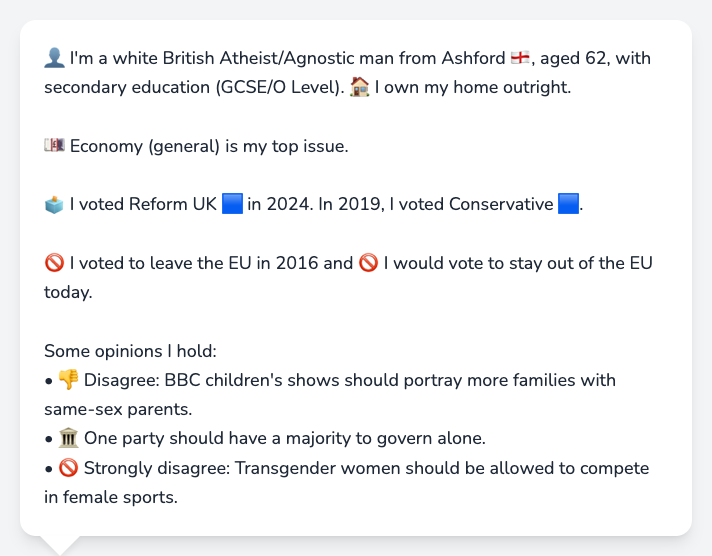 👤 I'm a white British Atheist/Agnostic man from Ashford 🏴󠁧󠁢󠁥󠁮󠁧󠁿, aged 62, with
secondary education (GCSE/O Level). 🏠 I own my home outright.
💷 Economy (general) is my top issue.
🗳️ I voted Reform UK 🟦 in 2024. In 2019, I voted Conservative 🟦.
🚫 I voted to leave the EU in 2016 and 🚫 I would vote to stay out of the EU
today.
Some opinions I hold:
• 👎 Disagree: BBC children's shows should portray more families with
same-sex parents.
• 🏛️ One party should have a majority to govern alone.
• 🚫 Strongly disagree: Transgender women should be allowed to compete
in female sports.